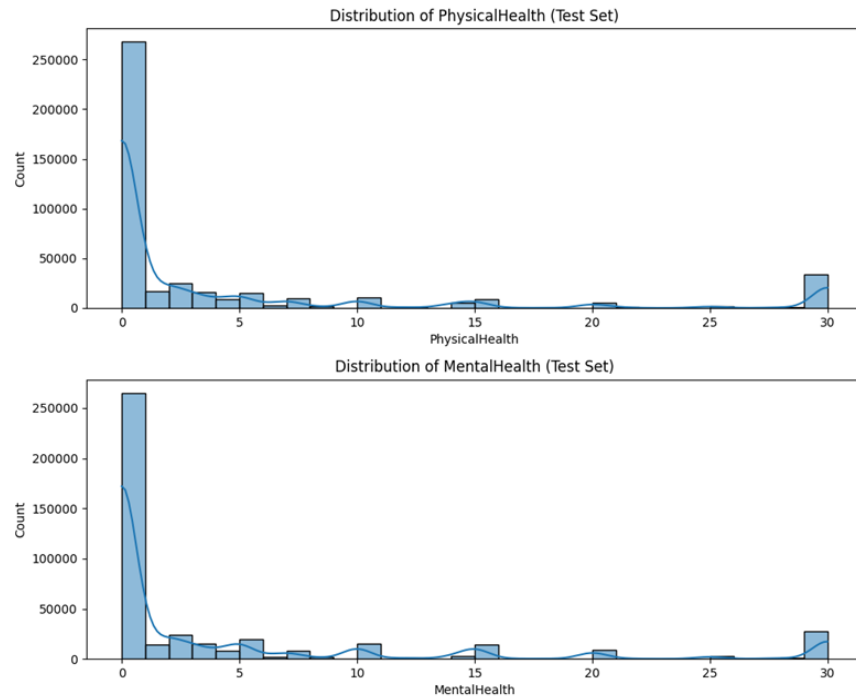 Distribution of PhysicalHealth (Test Set)
250000
200000
150000
100000
50000
0
Count
0 5 10 15 20 25 30
PhysicalHealth
Distribution of MentalHealth (Test Set)
250000
200000
150000
100000
50000
0
Count
0 5 10 15 20 25 30
MentalHealth